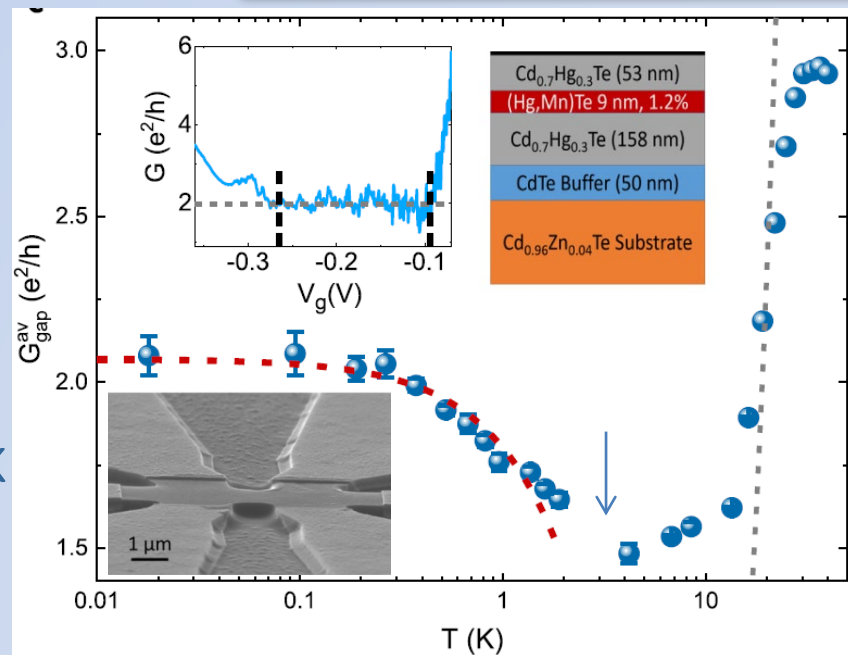 3.0
2.5
2.0
1.5
G^av_gap (e²/h)
0.01
0.1
1
10
T (K)
6
4
2
G (e²/h)
-0.3
-0.2
-0.1
V_g(V)
Cd₀.₇Hg₀.₃Te (53 nm)
(Hg,Mn)Te 9 nm, 1.2%
Cd₀.₇Hg₀.₃Te (158 nm)
CdTe Buffer (50 nm)
Cd₀.₉₆Zn₀.₀₄Te Substrate
1 μm